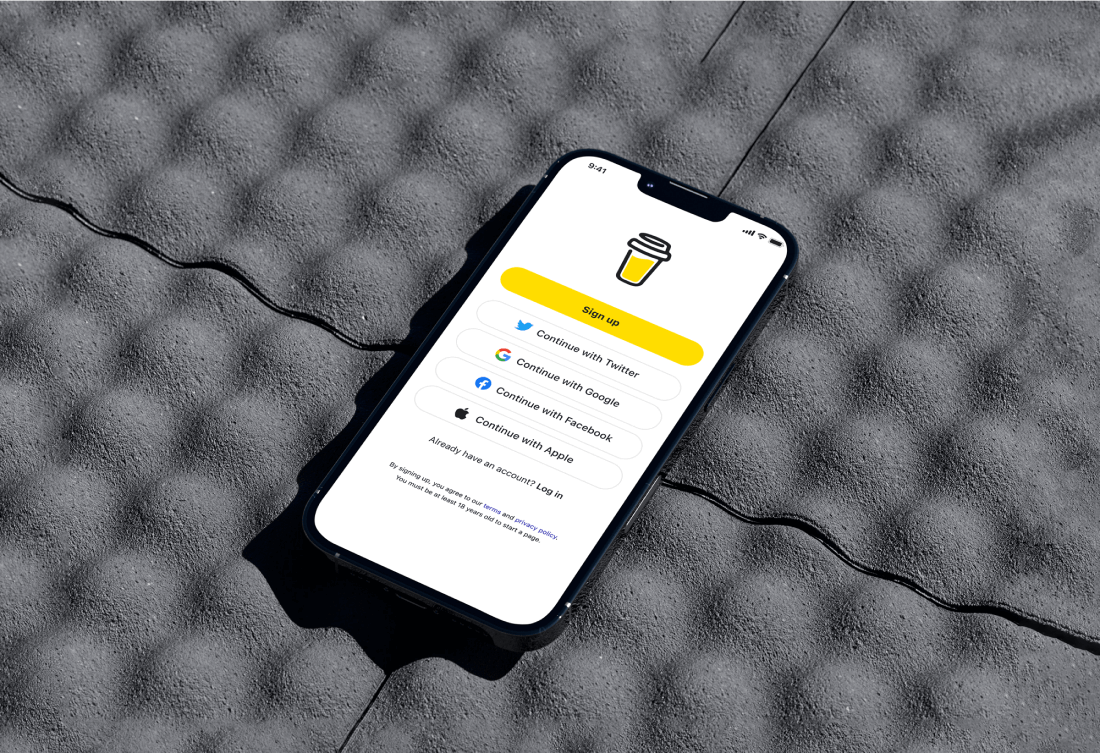 9:41
Sign up
Continue with Twitter
Continue with Google
Continue with Facebook
Continue with Apple
Already have an account? Log in
By signing up, you agree to our terms and privacy policy.
You must be at least 18 years old to start a page.